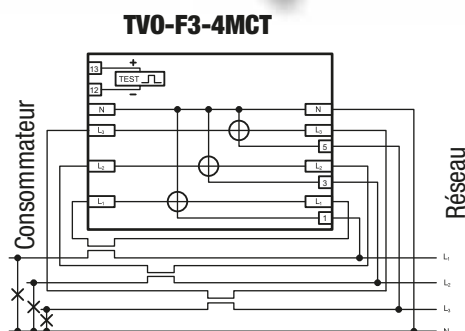 TVO-F3-4MCT
13 +
TEST
12 −
N N
L₃ L₃
5
L₂ L₂
3
L₁ L₁
1
Consommateur
Réseau
L₁
L₂
L₃
N